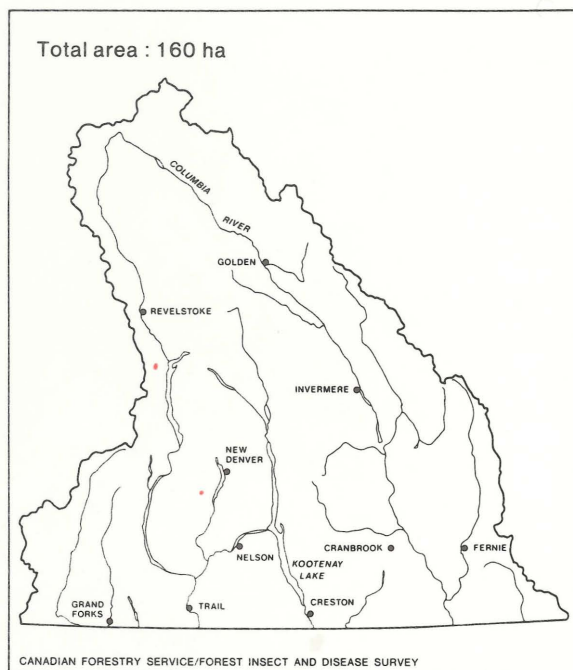 Total area : 160 ha
COLUMBIA
RIVER
GOLDEN
REVELSTOKE
INVERMERE
NEW
DENVER
NELSON
CRANBROOK
FERNIE
KOOTENAY
LAKE
GRAND
FORKS
TRAIL
CRESTON
CANADIAN FORESTRY SERVICE/FOREST INSECT AND DISEASE SURVEY